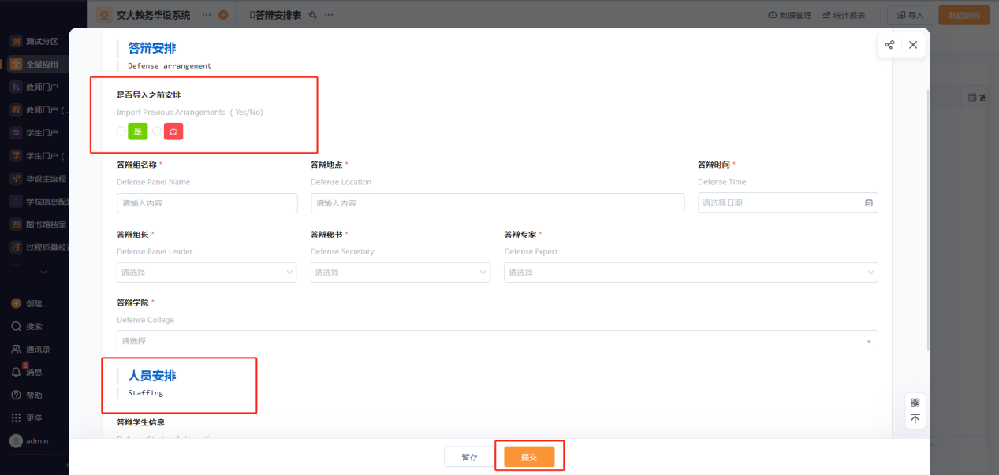 交 交大教务毕设系统 ... 答辩安排表 ... 数据管理 统计报表 导入 发起新的
测 测试分区
全 全量应用
教师门户
教 教师门户 (
学生门户
学 学生门户 (
毕 毕设主流程
学院信息配
图 图书馆档案
过 过程质量检
创建
搜索
通讯录
1
消息
帮助
更多
admin
答辩安排
Defense arrangement
是否导入之前安排
Import Previous Arrangements ( Yes/No)
是 否
答辩组名称 * 答辩地点 * 答辩时间 *
Defense Panel Name Defense Location Defense Time
请输入内容 请输入内容 请选择日期
答辩组长 * 答辩秘书 * 答辩专家 *
Defense Panel Leader Defense Secretary Defense Expert
请选择 请选择 请选择
答辩学院 *
Defense College
请选择
人员安排
Staffing
答辩学生信息
暂存 提交
答